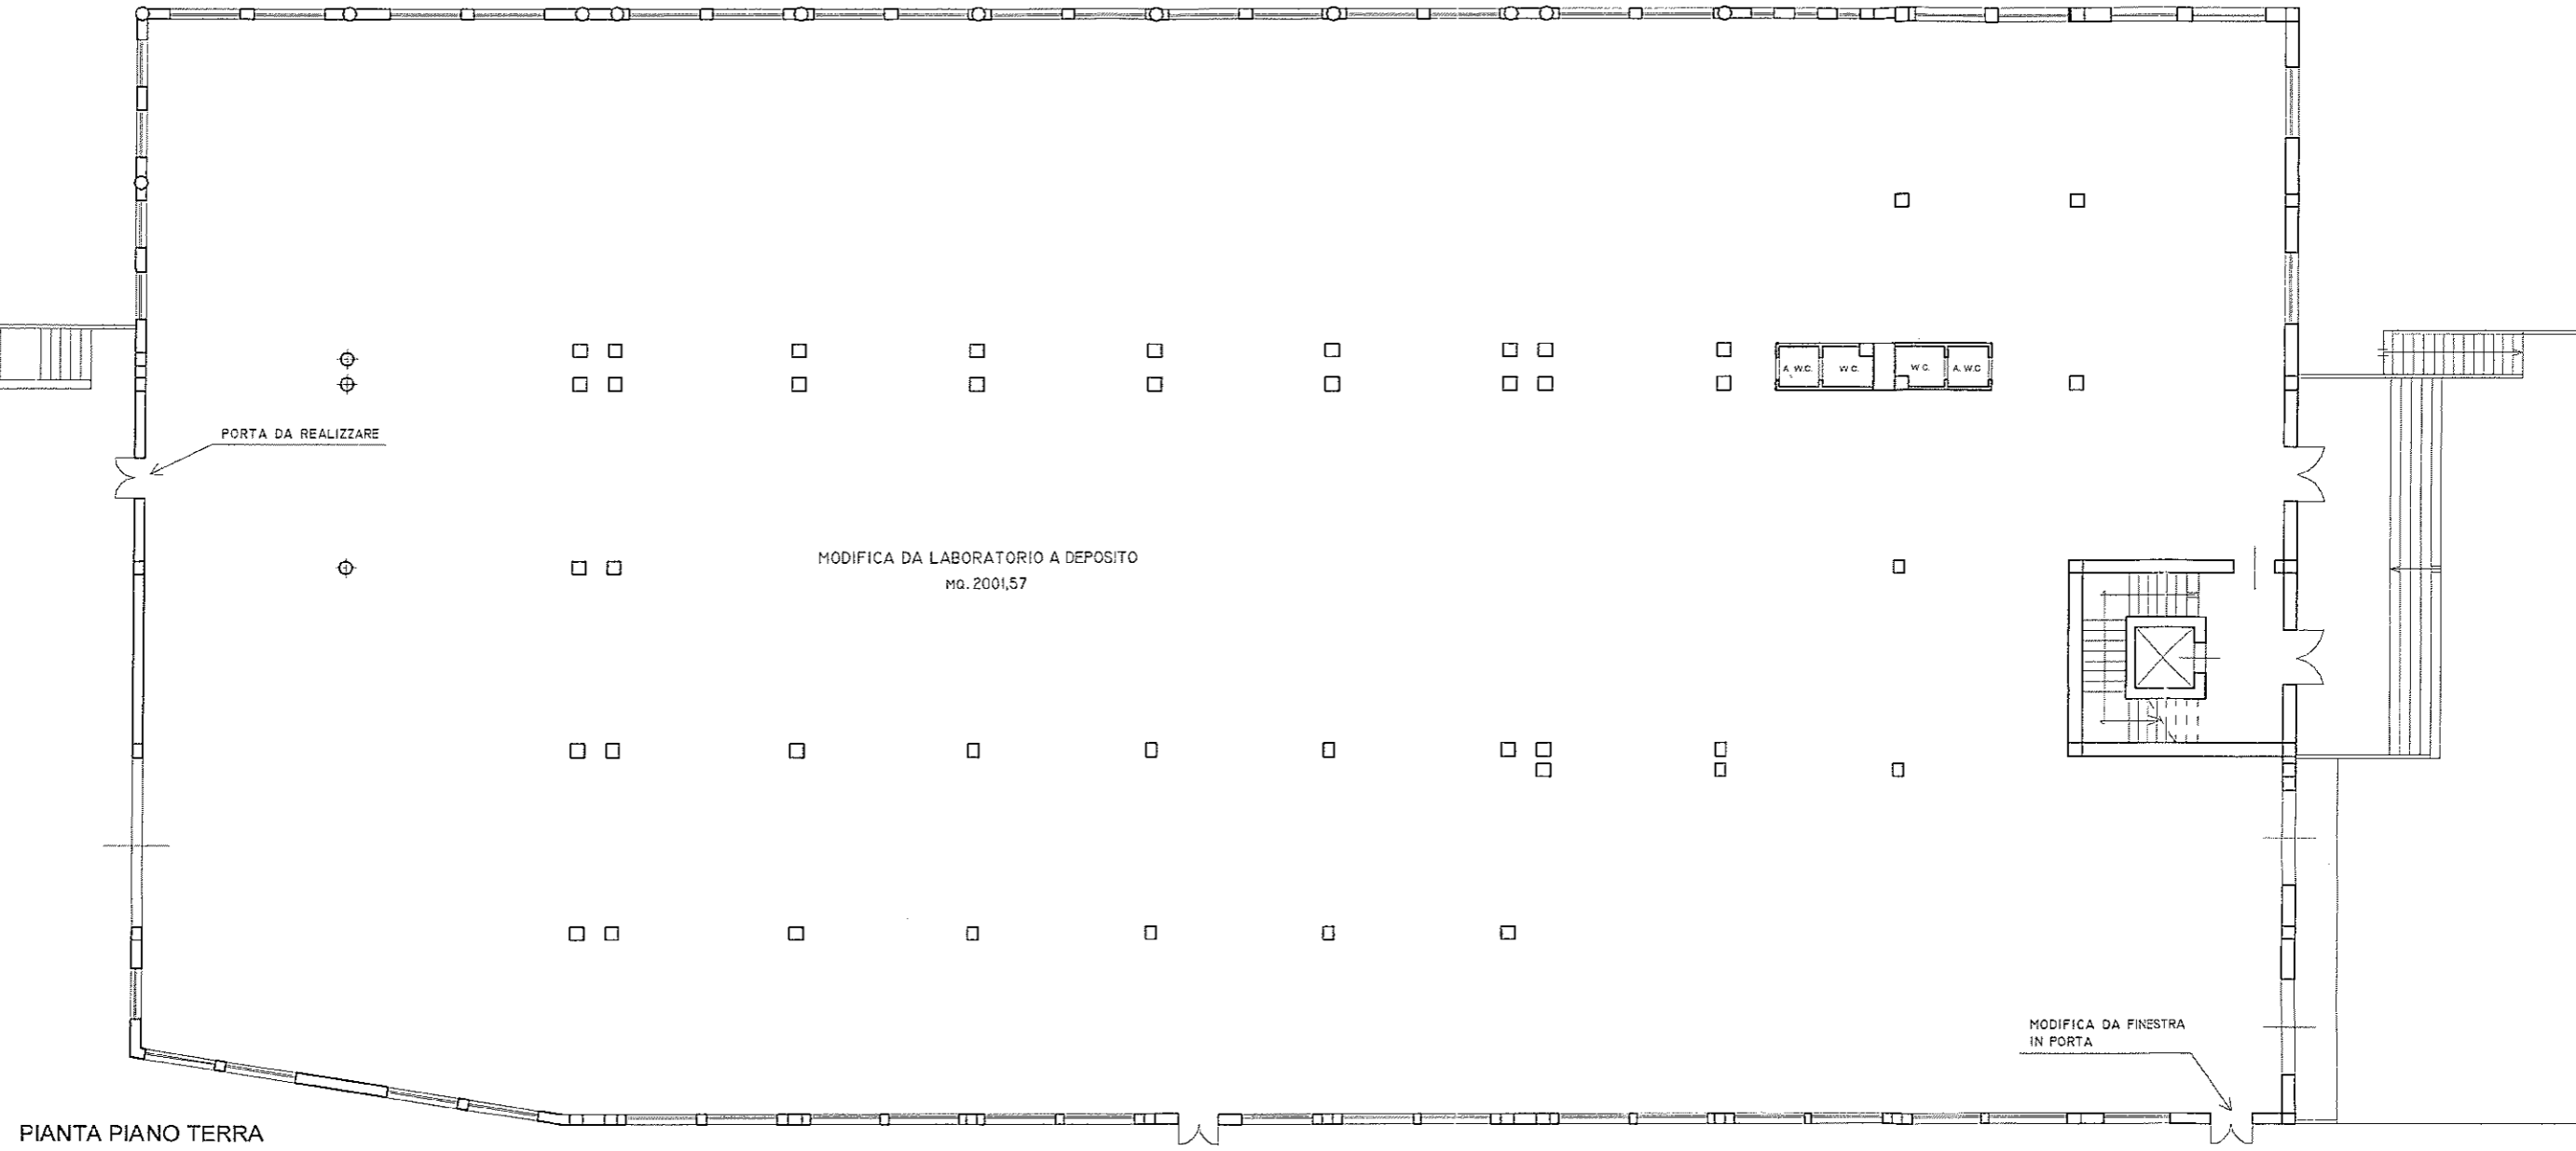 A. W.C.
W C.
W C.
A. W.C
PORTA DA REALIZZARE
MODIFICA DA LABORATORIO A DEPOSITO
MQ. 2001,57
MODIFICA DA FINESTRA
IN PORTA
PIANTA PIANO TERRA